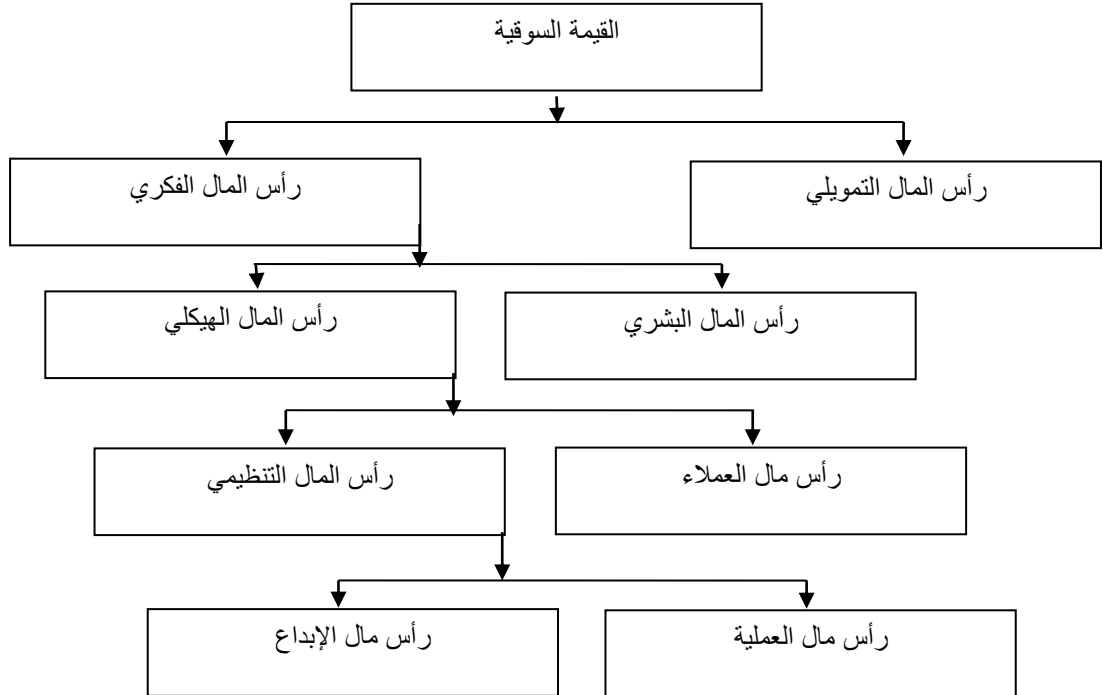 القيمة السوقية
رأس المال التمويلي
رأس المال الفكري
رأس المال البشري
رأس المال الهيكلي
رأس مال العملاء
رأس المال التنظيمي
رأس مال العملية
رأس مال الإبداع